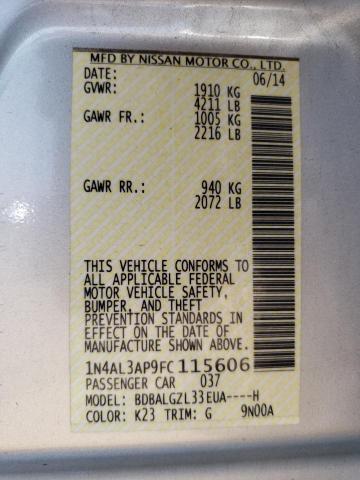 MFD BY NISSAN MOTOR CO., LTD.
DATE: 06/14
GVWR: 1910 KG
4211 LB
GAWR FR.: 1005 KG
2216 LB
GAWR RR.: 940 KG
2072 LB
THIS VEHICLE CONFORMS TO
ALL APPLICABLE FEDERAL
MOTOR VEHICLE SAFETY,
BUMPER, AND THEFT
PREVENTION STANDARDS IN
EFFECT ON THE DATE OF
MANUFACTURE SHOWN ABOVE.
1N4AL3AP9FC115606
PASSENGER CAR 037
MODEL: BDBALGZL33EUA----H
COLOR: K23 TRIM: G 9N00A